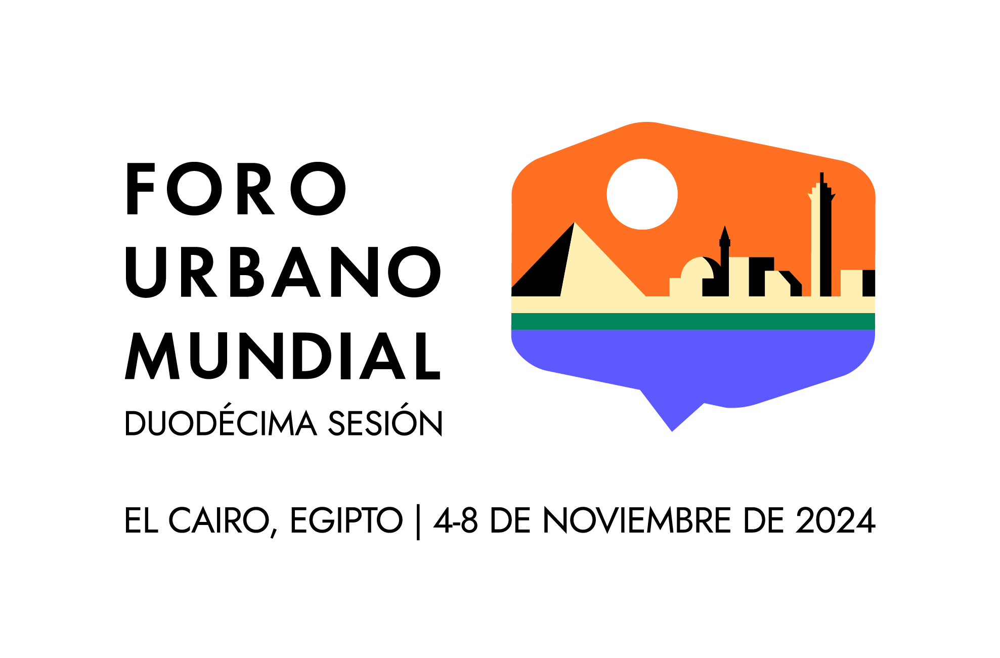 FORO
URBANO
MUNDIAL
DUODÉCIMA SESIÓN
EL CAIRO, EGIPTO | 4-8 DE NOVIEMBRE DE 2024